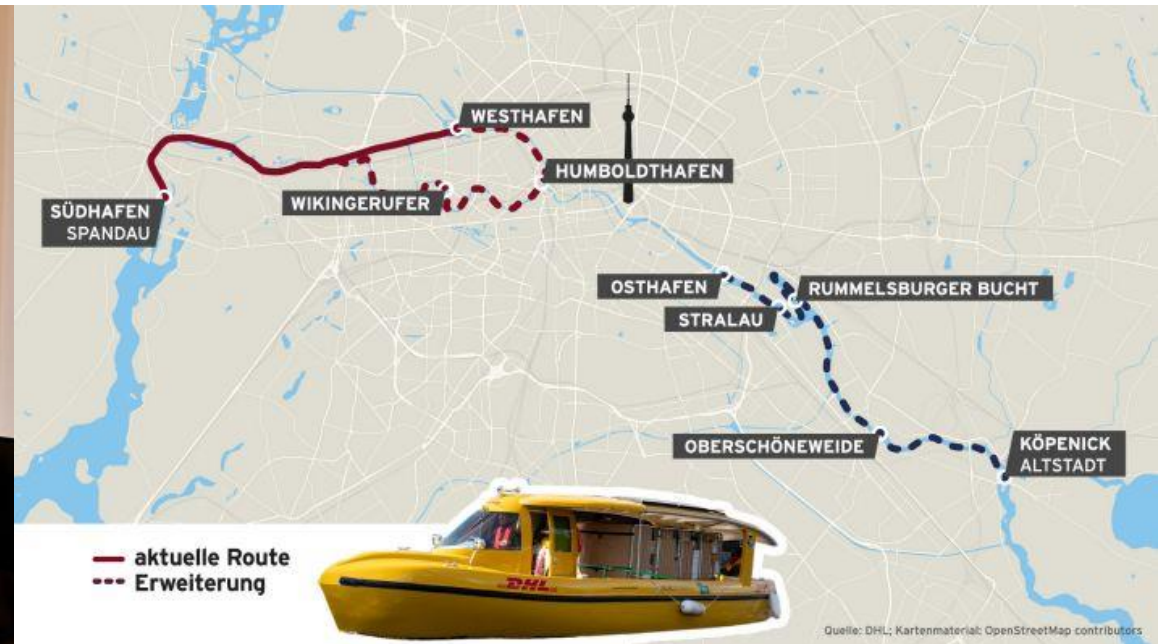 WESTHAFEN
HUMBOLDTHAFEN
WIKINGERUFER
SÜDHAFEN
SPANDAU
OSTHAFEN
RUMMELSBURGER BUCHT
STRALAU
OBERSCHÖNEWEIDE
KÖPENICK
ALTSTADT
aktuelle Route
Erweiterung
DHL
Quelle: DHL; Kartenmaterial: OpenStreetMap contributors